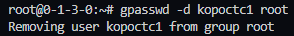 root@0-1-3-0:~# gpasswd -d kopoctc1 root
Removing user kopoctc1 from group root